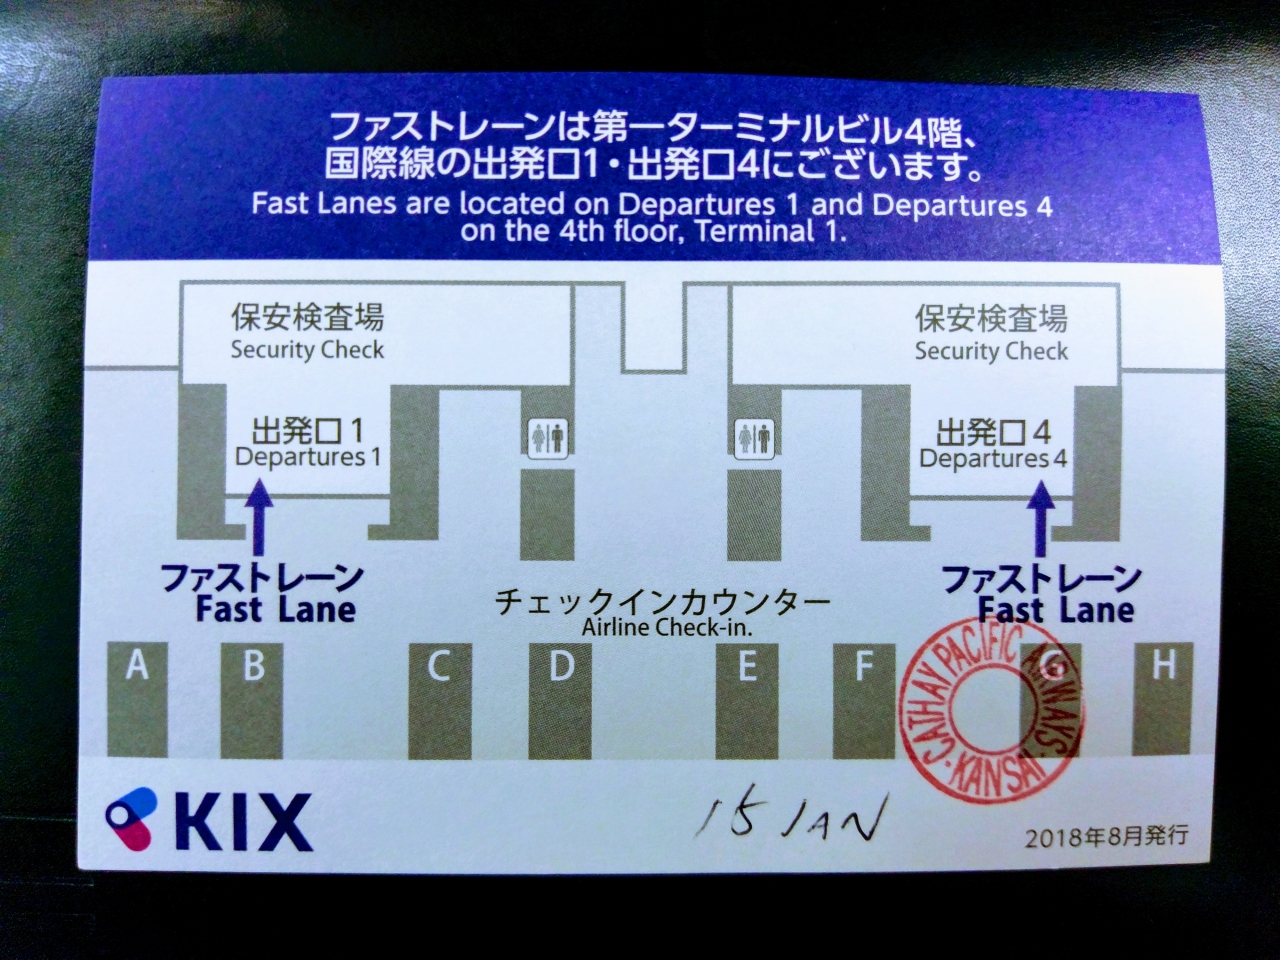 ファストレーンは第一ターミナルビル4階、
国際線の出発口1・出発口4にございます。
Fast Lanes are located on Departures 1 and Departures 4
on the 4th floor, Terminal 1.
保安検査場
Security Check
保安検査場
Security Check
出発口1
Departures 1
出発口4
Departures 4
ファストレーン
Fast Lane
ファストレーン
Fast Lane
チェックインカウンター
Airline Check-in.
A B C D E F G H
CATHAY PACIFIC AIRWAYS
· KANSAI ·
KIX
15 JAN
2018年8月発行